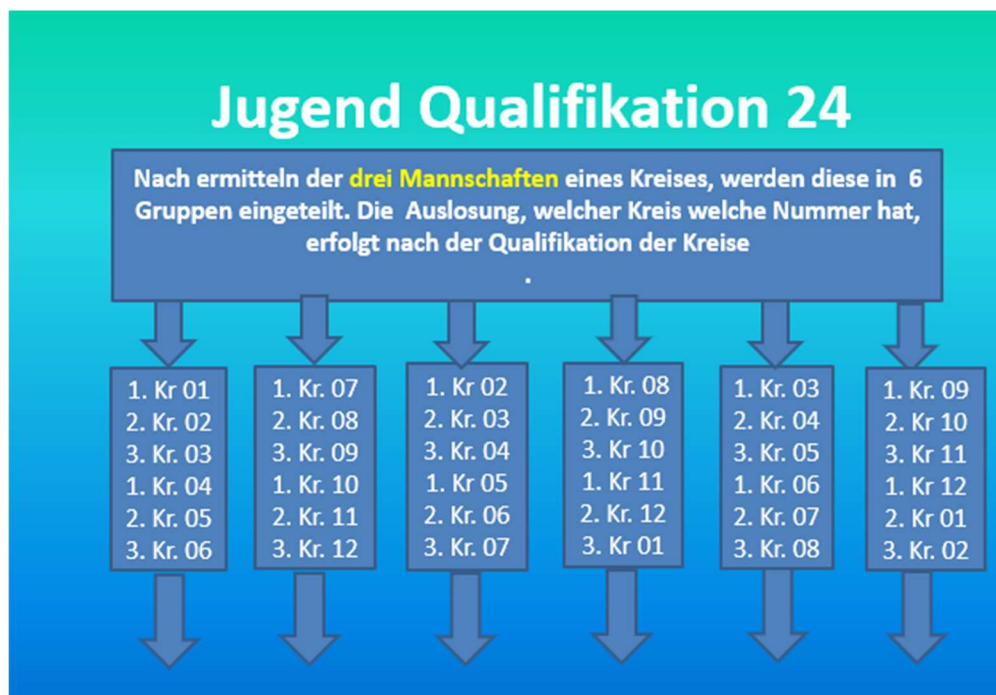 Jugend Qualifikation 24
Nach ermitteln der drei Mannschaften eines Kreises, werden diese in 6
Gruppen eingeteilt. Die Auslosung, welcher Kreis welche Nummer hat,
erfolgt nach der Qualifikation der Kreise
.
1. Kr 01
2. Kr. 02
3. Kr. 03
1. Kr. 04
2. Kr. 05
3. Kr. 06
1. Kr. 07
2. Kr. 08
3. Kr. 09
1. Kr. 10
2. Kr. 11
3. Kr. 12
1. Kr 02
2. Kr. 03
3. Kr. 04
1. Kr 05
2. Kr. 06
3. Kr. 07
1. Kr. 08
2. Kr. 09
3. Kr. 10
1. Kr 11
2. Kr. 12
3. Kr 01
1. Kr. 03
2. Kr. 04
3. Kr. 05
1. Kr. 06
2. Kr. 07
3. Kr. 08
1. Kr. 09
2. Kr 10
3. Kr. 11
1. Kr 12
2. Kr 01
3. Kr. 02